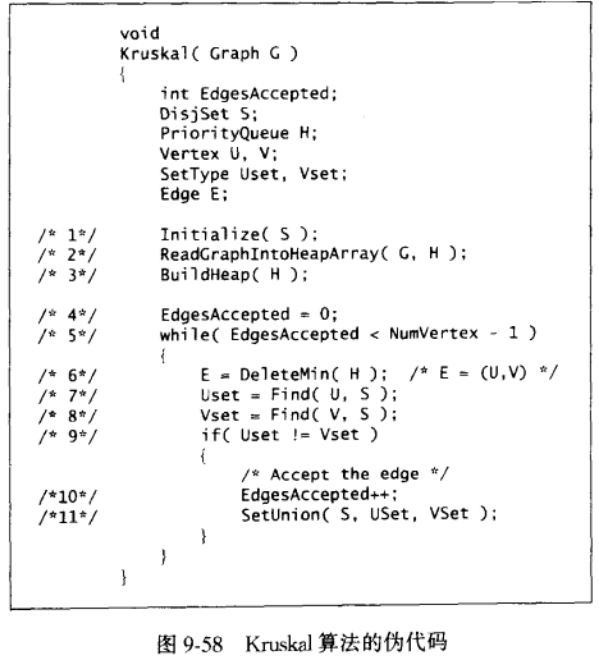 void
Kruskal( Graph G )
{
int EdgesAccepted;
DisjSet S;
PriorityQueue H;
Vertex U, V;
SetType Uset, Vset;
Edge E;
/* 1*/ Initialize( S );
/* 2*/ ReadGraphIntoHeapArray( G, H );
/* 3*/ BuildHeap( H );
/* 4*/ EdgesAccepted = 0;
/* 5*/ while( EdgesAccepted < NumVertex - 1 )
{
/* 6*/ E = DeleteMin( H ); /* E = (U,V) */
/* 7*/ Uset = Find( U, S );
/* 8*/ Vset = Find( V, S );
/* 9*/ if( Uset != Vset )
{
/* Accept the edge */
/*10*/ EdgesAccepted++;
/*11*/ SetUnion( S, USet, VSet );
}
}
}
图 9-58 Kruskal 算法的伪代码